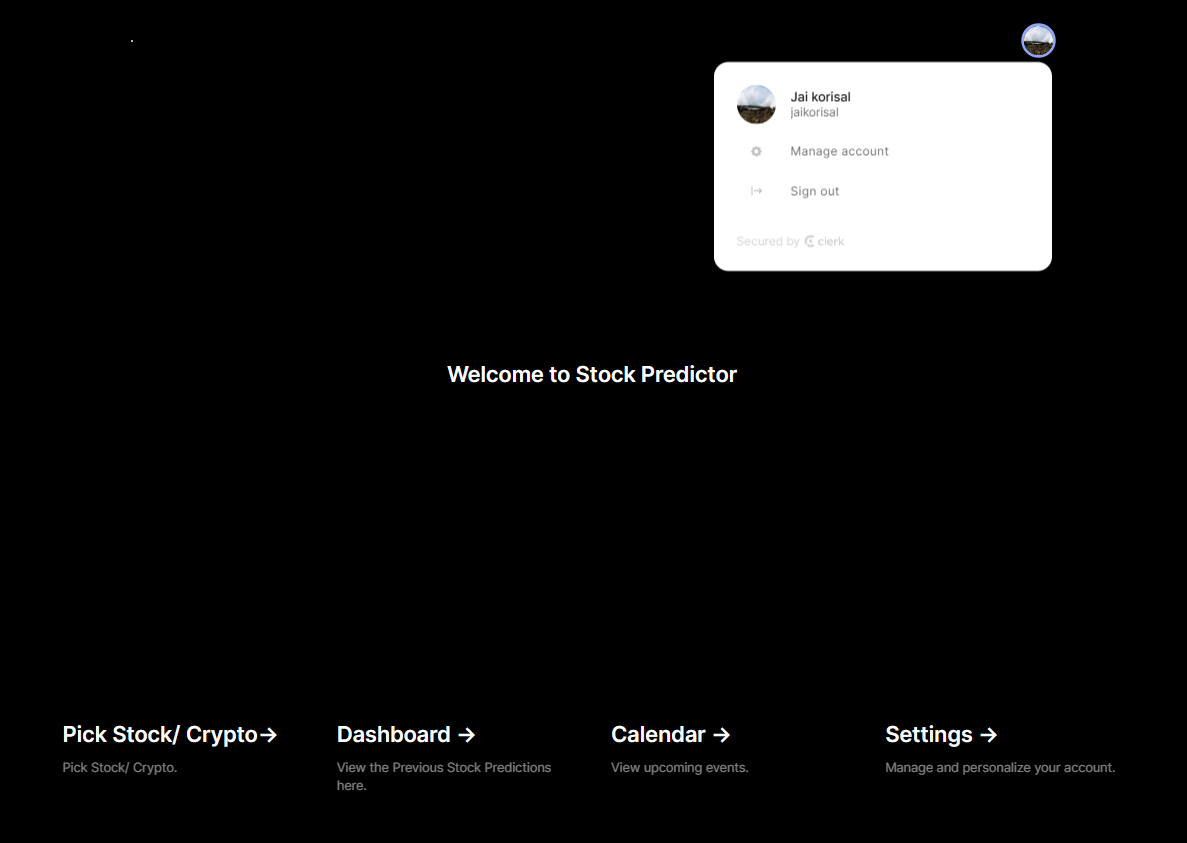 .
Jai korisal
jaikorisal
Manage account
Sign out
Secured by clerk
Welcome to Stock Predictor
Pick Stock/ Crypto→
Pick Stock/ Crypto.
Dashboard →
View the Previous Stock Predictions
here.
Calendar →
View upcoming events.
Settings →
Manage and personalize your account.